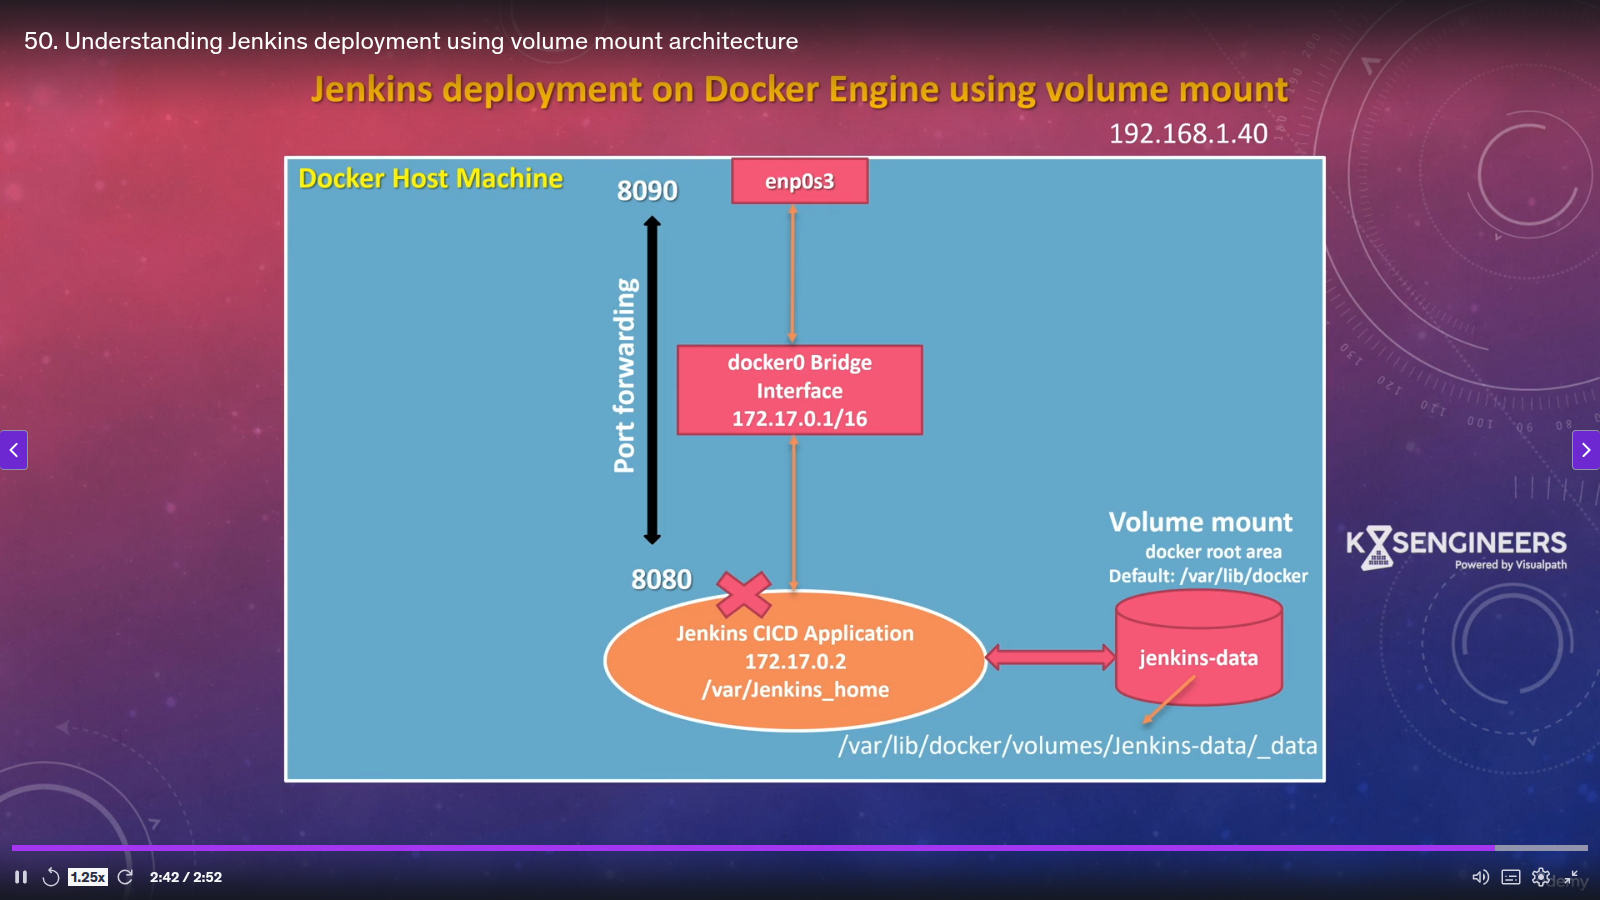 50. Understanding Jenkins deployment using volume mount architecture
Jenkins deployment on Docker Engine using volume mount
192.168.1.40
Docker Host Machine
8090
enp0s3
Port forwarding
docker0 Bridge
Interface
172.17.0.1/16
Volume mount
docker root area
Default: /var/lib/docker
8080
Jenkins CICD Application
172.17.0.2
/var/Jenkins_home
jenkins-data
/var/lib/docker/volumes/Jenkins-data/_data
K8SENGINEERS
Powered by Visualpath
1.25x
2:42 / 2:52